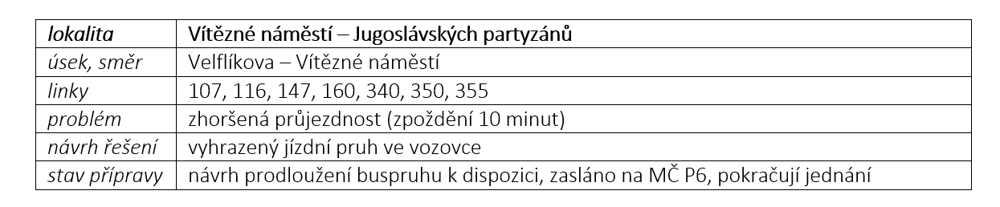 lokalita Vítězné náměstí – Jugoslávských partyzánů
úsek, směr Velflíkova – Vítězné náměstí
linky 107, 116, 147, 160, 340, 350, 355
problém zhoršená průjezdnost (zpoždění 10 minut)
návrh řešení vyhrazený jízdní pruh ve vozovce
stav přípravy návrh prodloužení buspruhu k dispozici, zasláno na MČ P6, pokračují jednání